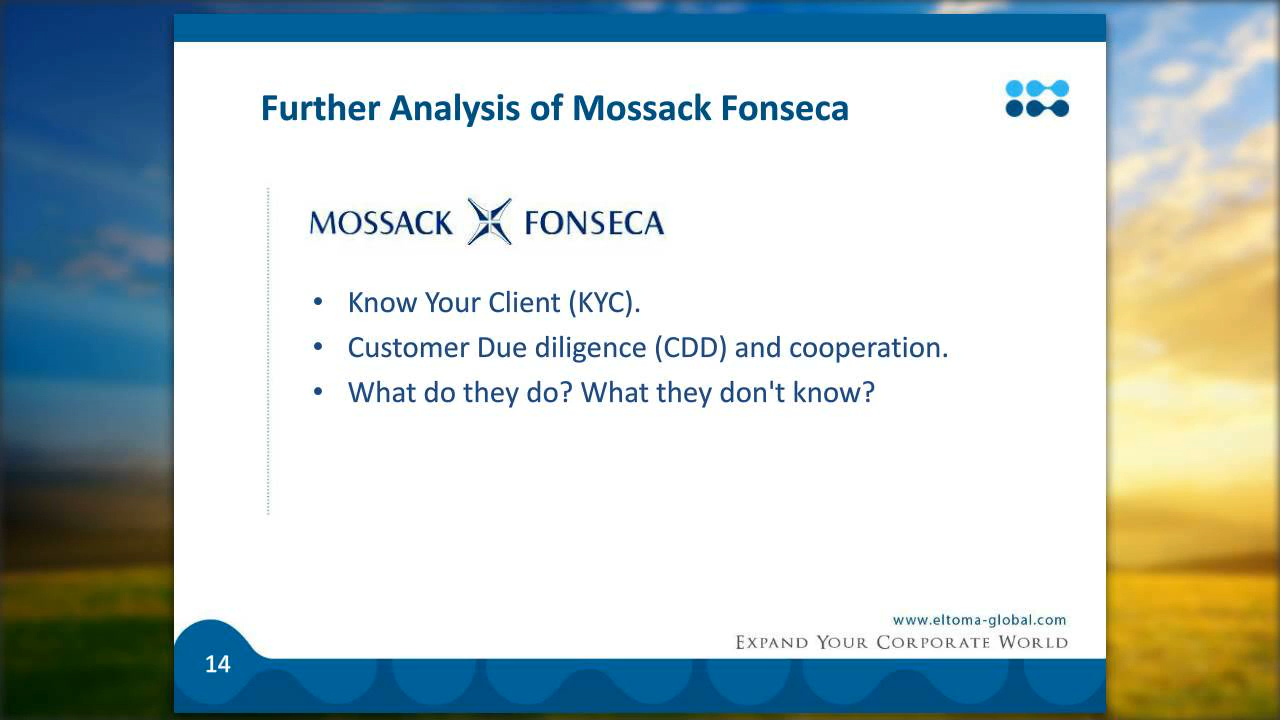 Further Analysis of Mossack Fonseca
MOSSACK FONSECA
• Know Your Client (KYC).
• Customer Due diligence (CDD) and cooperation.
• What do they do? What they don't know?
www.eltoma-global.com
EXPAND YOUR CORPORATE WORLD
14